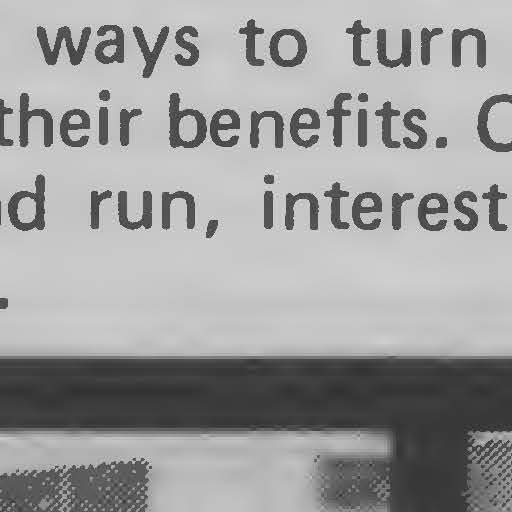 ways to turn
their benefits.
run, interest
.